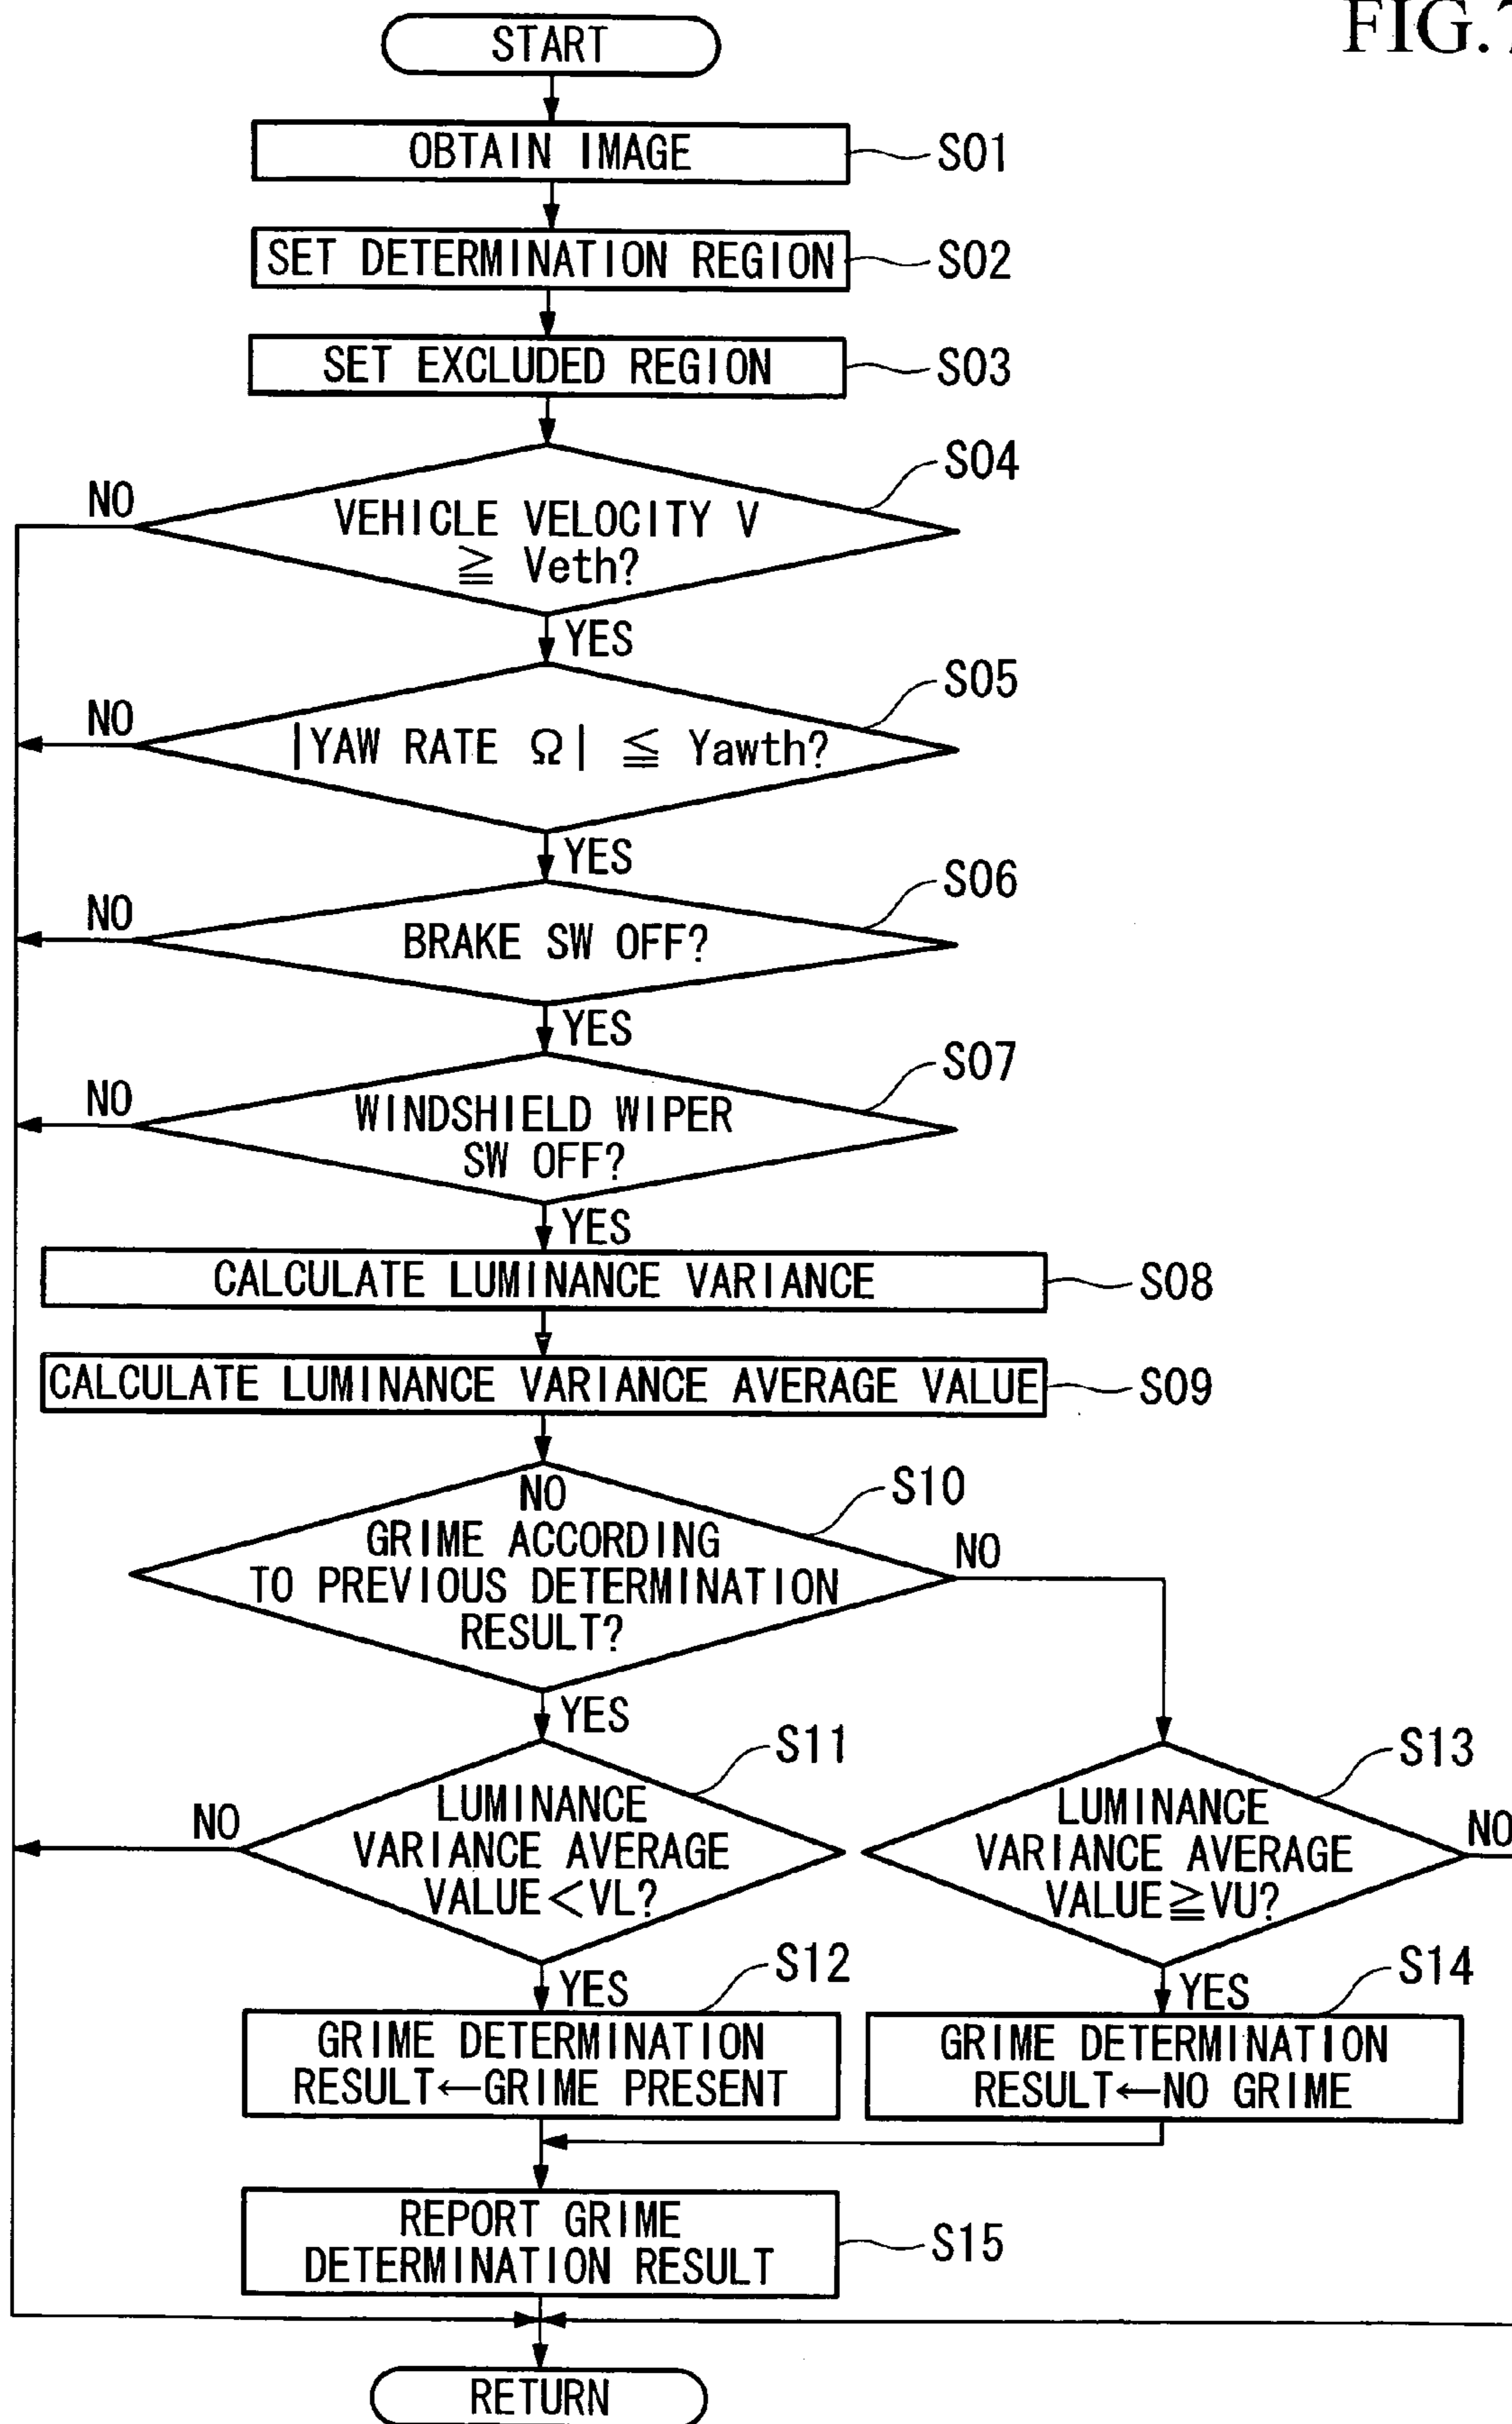 FIG.7
START
OBTAIN IMAGE
S01
SET DETERMINATION REGION
S02
SET EXCLUDED REGION
S03
S04
NO
VEHICLE VELOCITY V
≧ Veth?
YES
S05
NO
|YAW RATE Ω| ≦ Yawth?
YES
S06
NO
BRAKE SW OFF?
YES
S07
NO
WINDSHIELD WIPER
SW OFF?
YES
CALCULATE LUMINANCE VARIANCE
S08
CALCULATE LUMINANCE VARIANCE AVERAGE VALUE
S09
S10
NO
GRIME ACCORDING
TO PREVIOUS DETERMINATION
RESULT?
NO
YES
S11
NO
LUMINANCE
VARIANCE AVERAGE
VALUE<VL?
YES
S13
LUMINANCE
VARIANCE AVERAGE
VALUE≧VU?
NO
YES
S12
GRIME DETERMINATION
RESULT←GRIME PRESENT
S14
GRIME DETERMINATION
RESULT←NO GRIME
REPORT GRIME
DETERMINATION RESULT
S15
RETURN